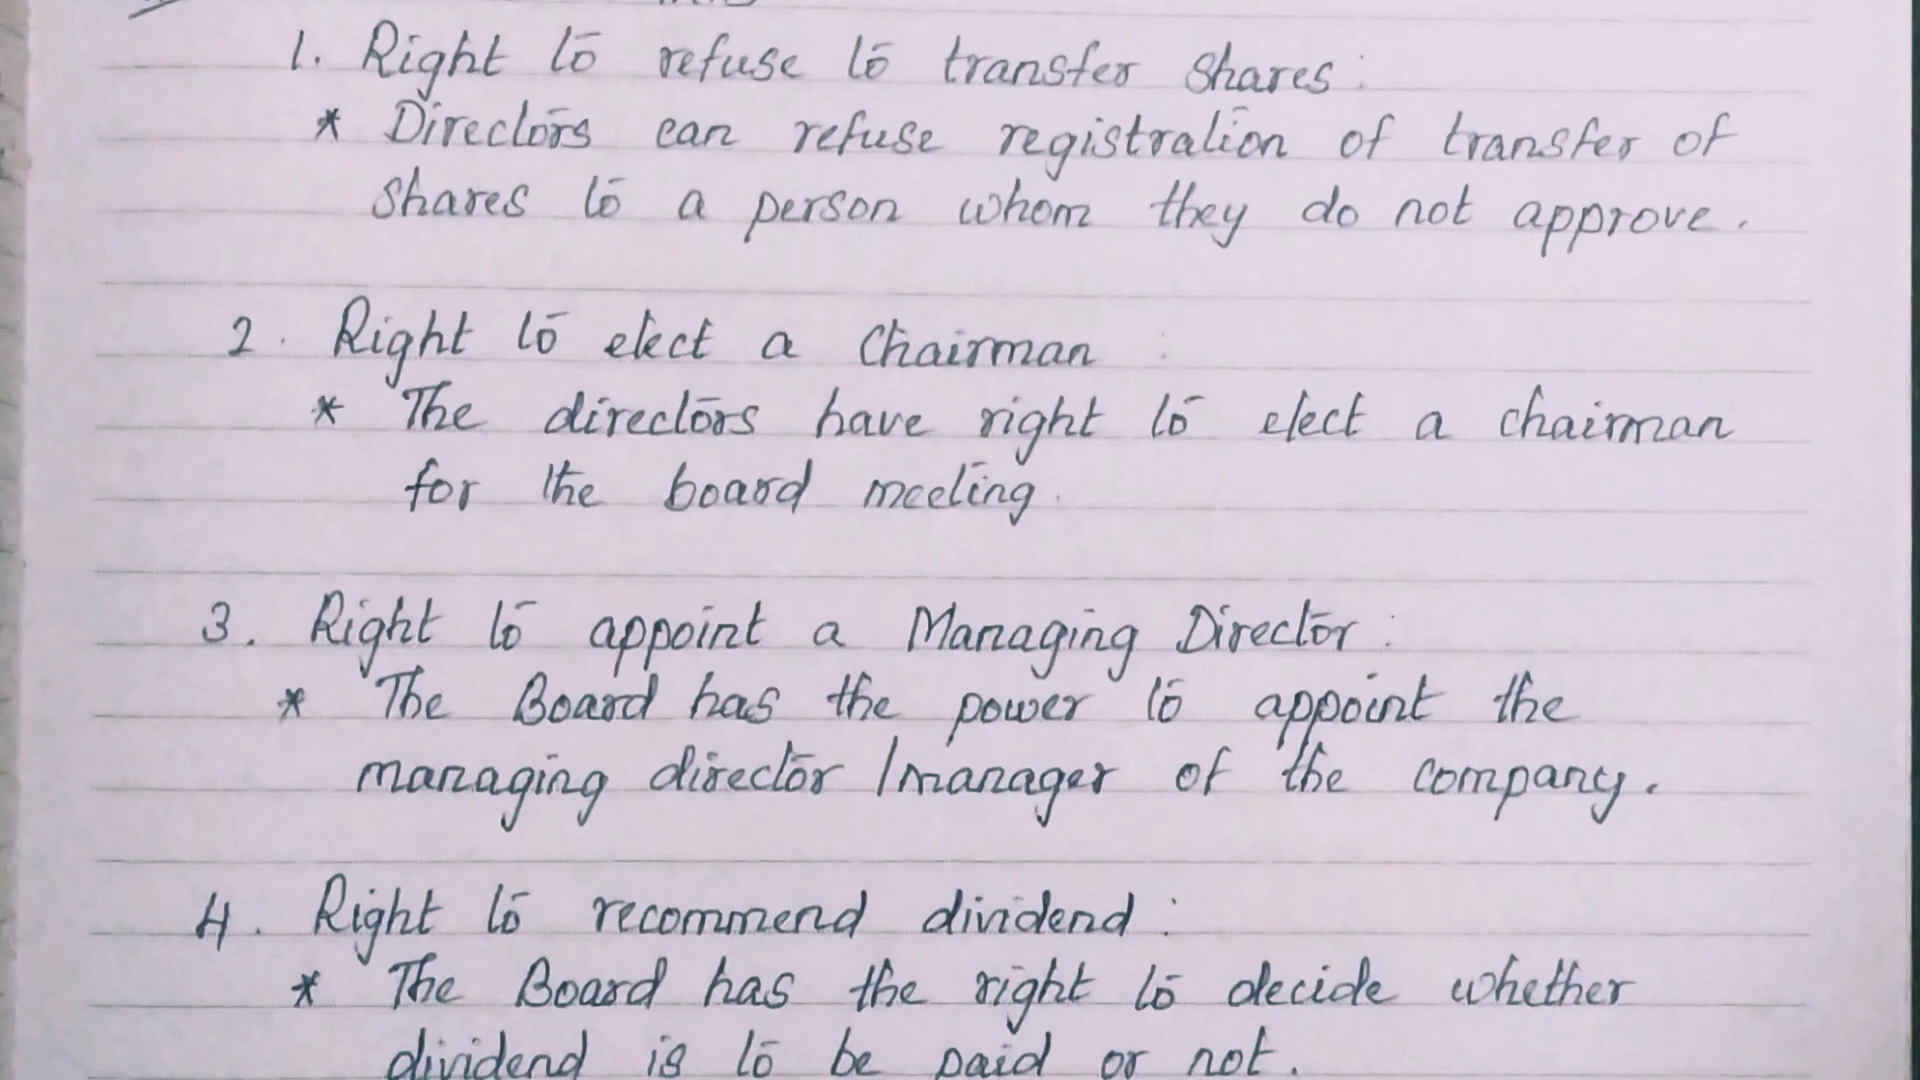 1. Right to refuse to transfer shares:
* Directors can refuse registration of transfer of
shares to a person whom they do not approve.
2. Right to elect a Chairman :
* The directors have right to elect a chairman
for the board meeting.
3. Right to appoint a Managing Director:
* The Board has the power to appoint the
managing director / manager of the company.
4. Right to recommend dividend:
* The Board has the right to decide whether
dividend is to be paid or not.